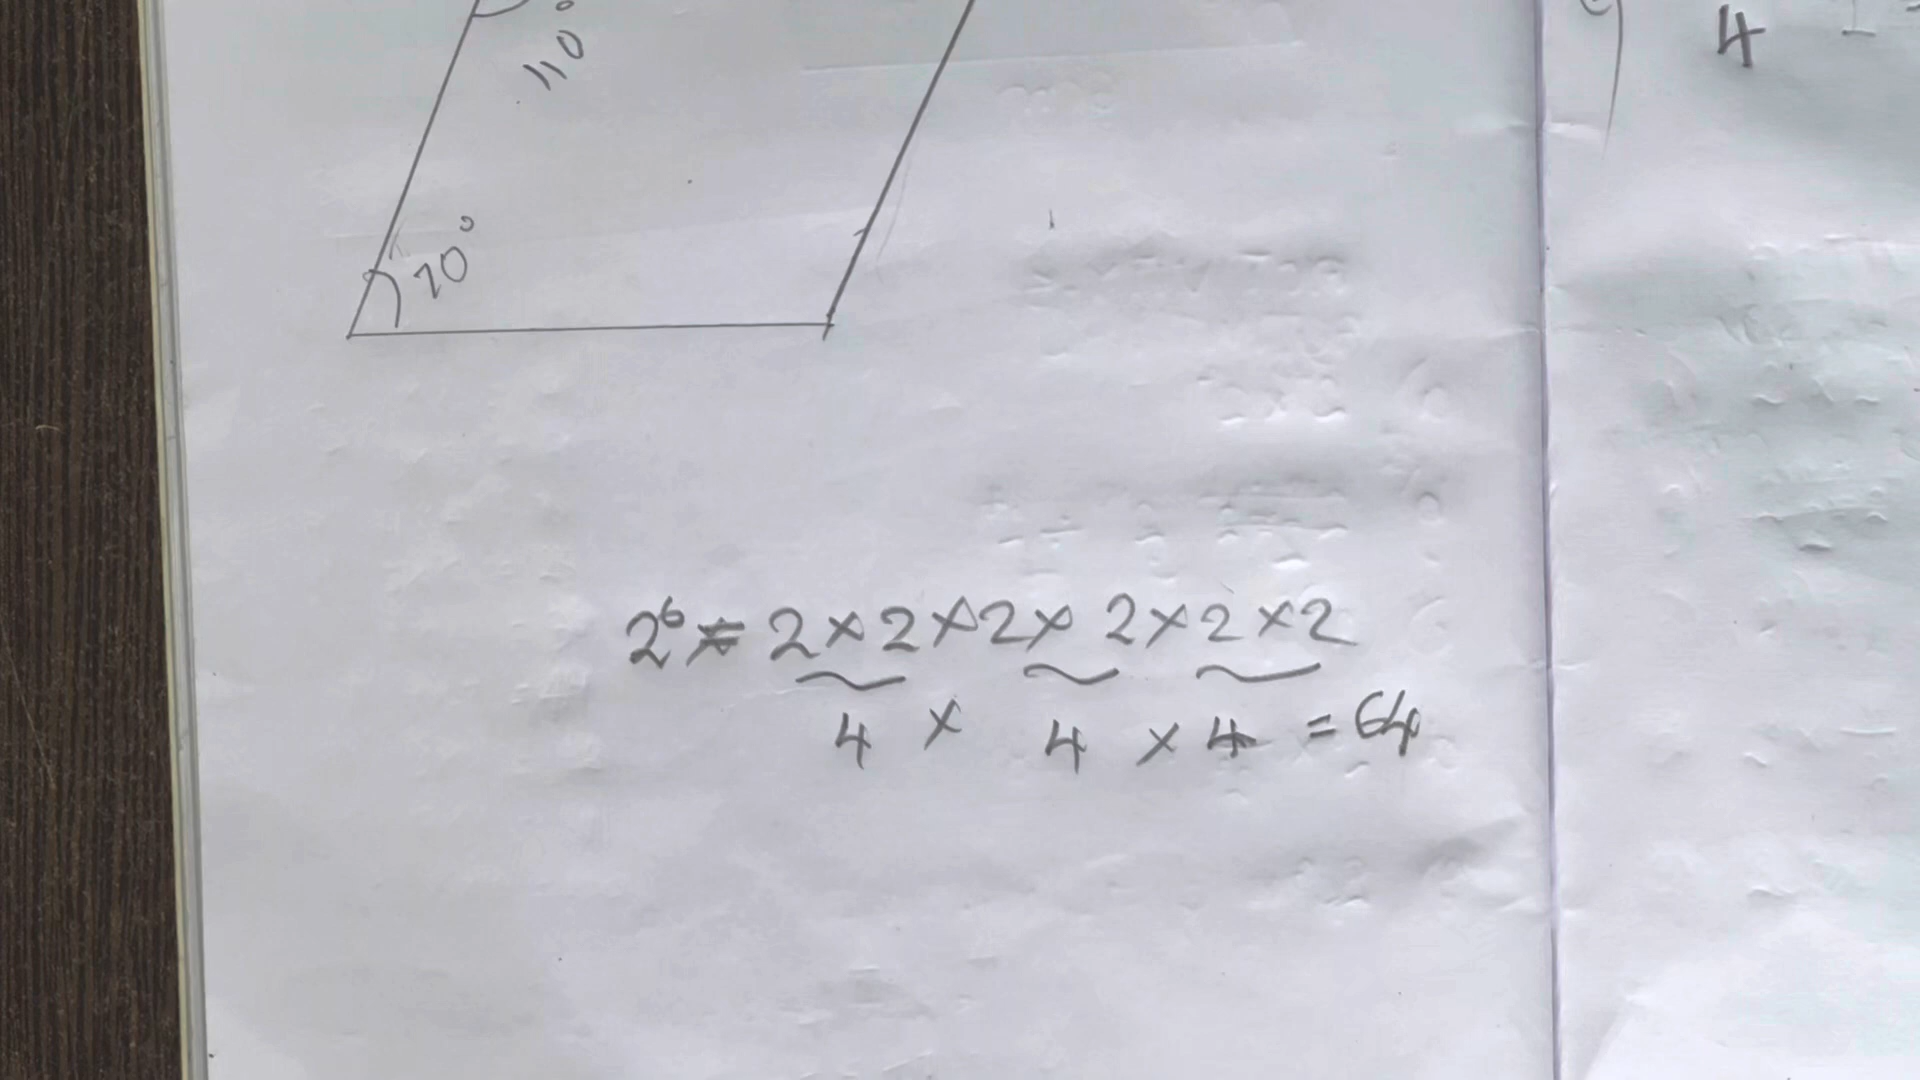 110°
70°
2⁶ = 2 × 2 × 2 × 2 × 2 × 2
4 × 4 × 4 = 64
4